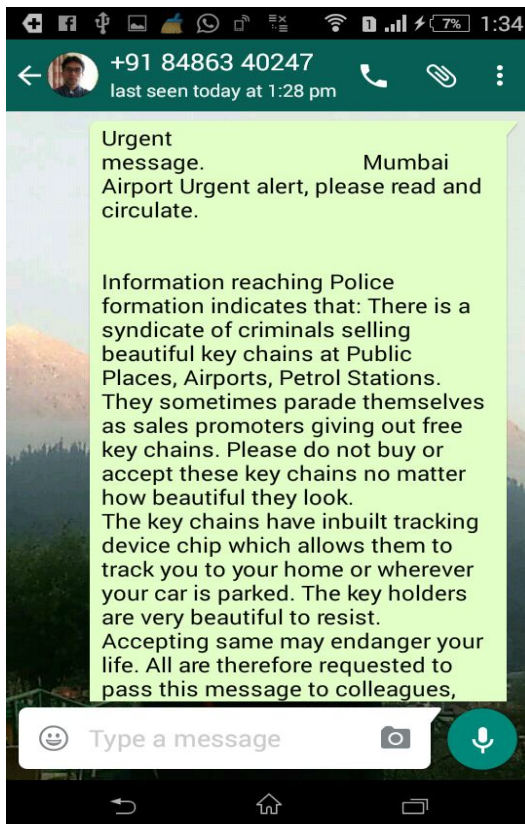 1 7% 1:34
+91 84863 40247
last seen today at 1:28 pm
Urgent
message. Mumbai
Airport Urgent alert, please read and
circulate.
Information reaching Police
formation indicates that: There is a
syndicate of criminals selling
beautiful key chains at Public
Places, Airports, Petrol Stations.
They sometimes parade themselves
as sales promoters giving out free
key chains. Please do not buy or
accept these key chains no matter
how beautiful they look.
The key chains have inbuilt tracking
device chip which allows them to
track you to your home or wherever
your car is parked. The key holders
are very beautiful to resist.
Accepting same may endanger your
life. All are therefore requested to
pass this message to colleagues,
Type a message